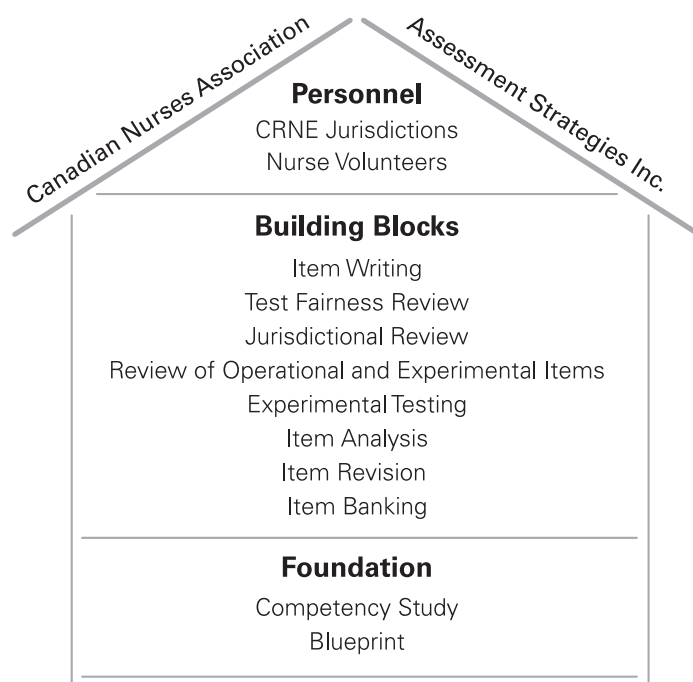 Canadian Nurses Association
Assessment Strategies Inc.
Personnel
CRNE Jurisdictions
Nurse Volunteers
Building Blocks
Item Writing
Test Fairness Review
Jurisdictional Review
Review of Operational and Experimental Items
Experimental Testing
Item Analysis
Item Revision
Item Banking
Foundation
Competency Study
Blueprint